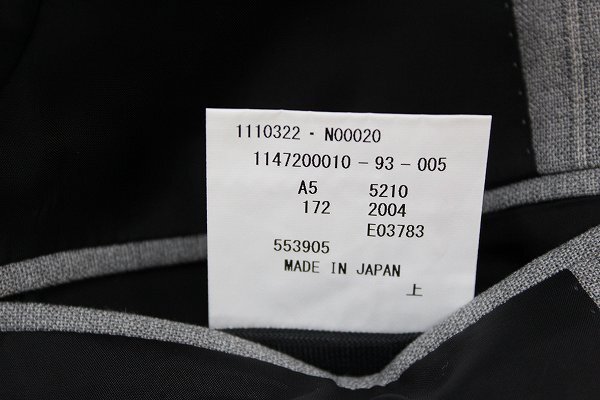 1110322・N00020
1147200010-93-005
A5 5210
172 2004
E03783
553905
MADE IN JAPAN
上